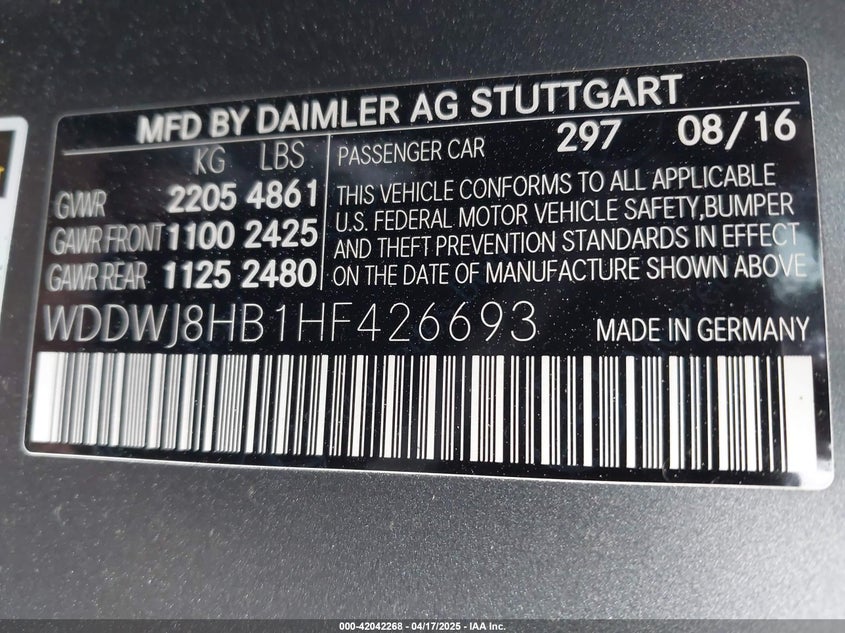 MFD BY DAIMLER AG STUTTGART
KG LBS
GVWR 2205 4861
GAWR FRONT 1100 2425
GAWR REAR 1125 2480
PASSENGER CAR 297 08/16
THIS VEHICLE CONFORMS TO ALL APPLICABLE
U.S. FEDERAL MOTOR VEHICLE SAFETY,BUMPER
AND THEFT PREVENTION STANDARDS IN EFFECT
ON THE DATE OF MANUFACTURE SHOWN ABOVE
WDDWJ8HB1HF426693 MADE IN GERMANY
000-42042268 - 04/17/2025 - IAA Inc.